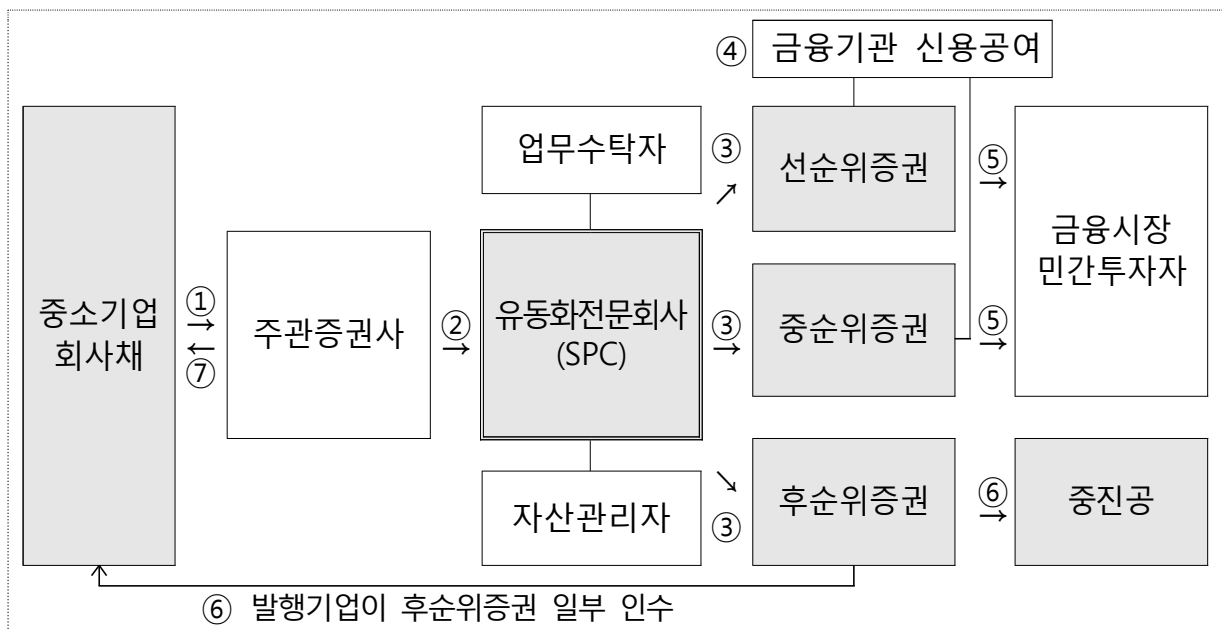 ④ 금융기관 신용공여
업무수탁자
③
↗
선순위증권
⑤
→
금융시장
민간투자자
중소기업
회사채
①
→
←
⑦
주관증권사
②
→
유동화전문회사
(SPC)
③
→
중순위증권
⑤
→
자산관리자
↘
③
후순위증권
⑥
→
중진공
⑥ 발행기업이 후순위증권 일부 인수